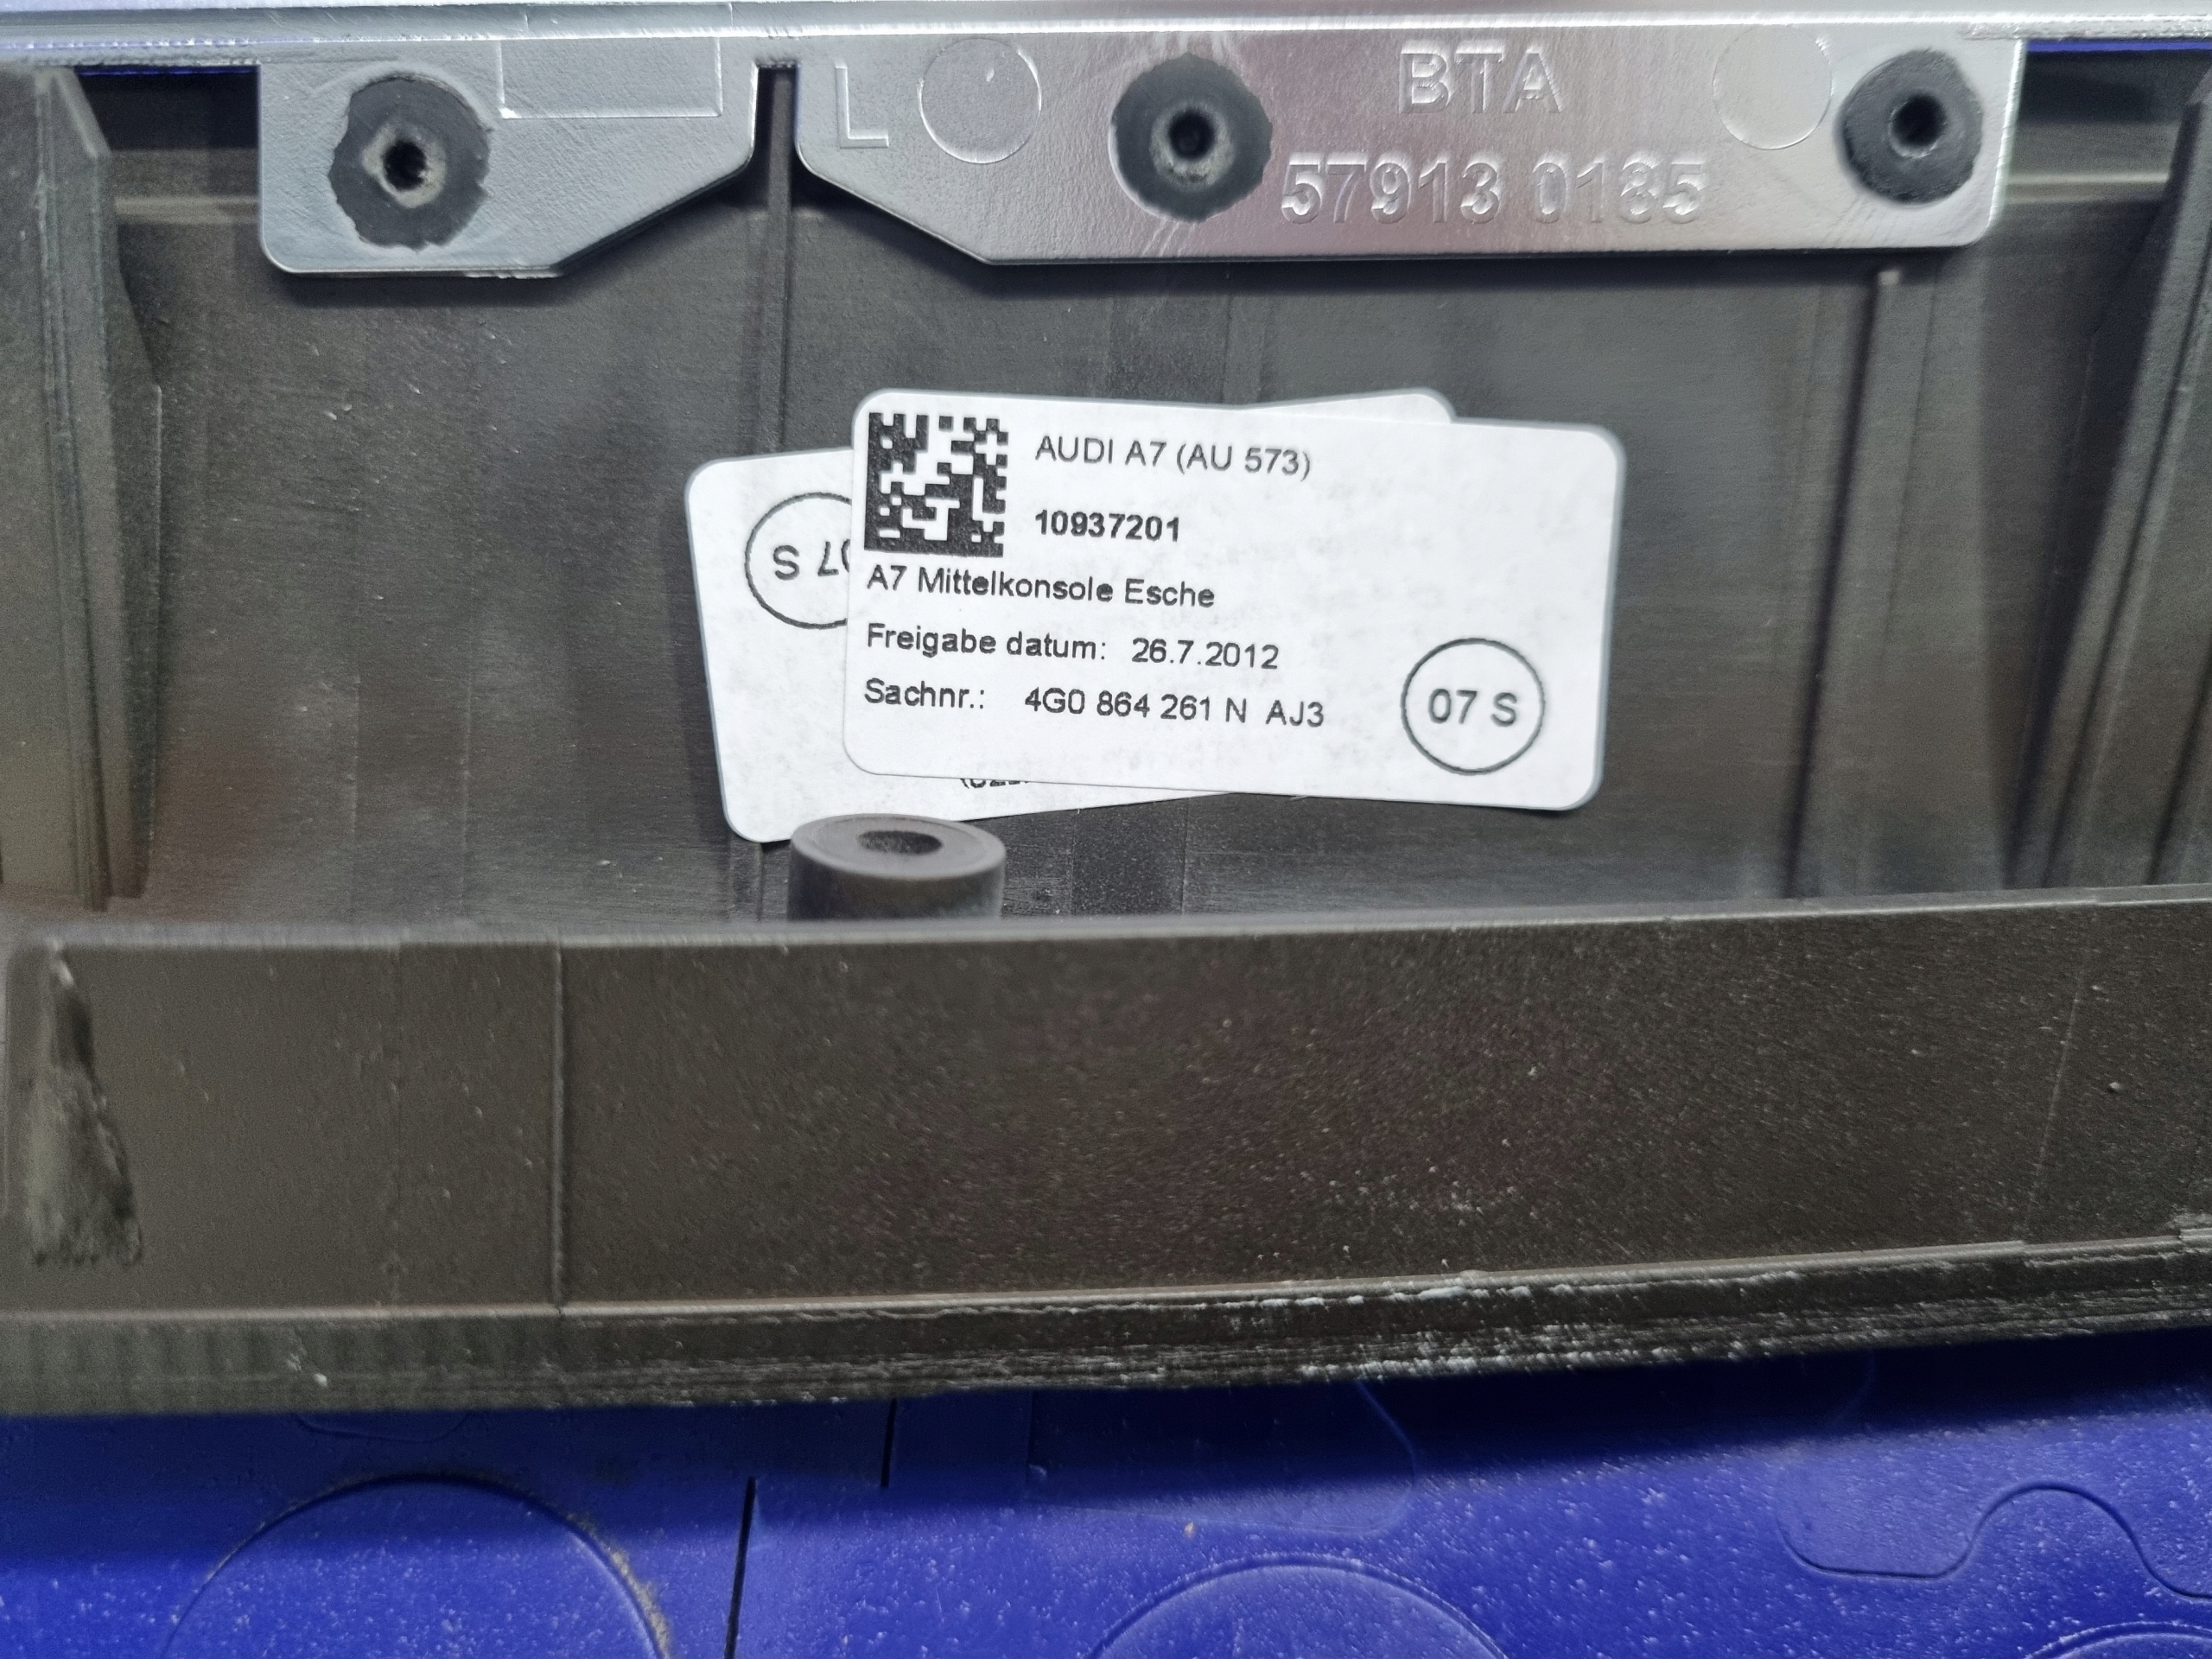 L
BTA
57913 0185
AUDI A7 (AU 573)
10937201
A7 Mittelkonsole Esche
Freigabe datum: 26.7.2012
Sachnr.: 4G0 864 261 N AJ3
07 S
07 S